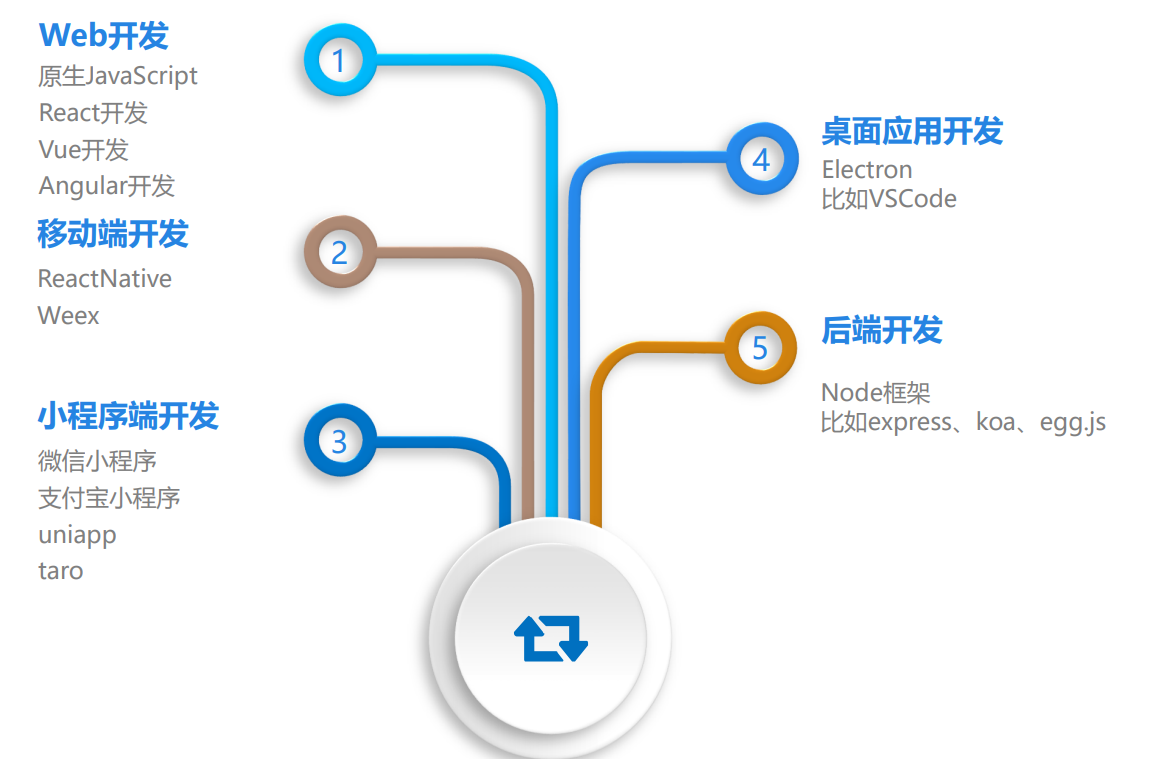 Web开发
原生JavaScript
React开发
Vue开发
Angular开发
1
移动端开发
ReactNative
Weex
2
小程序端开发
微信小程序
支付宝小程序
uniapp
taro
3
4
桌面应用开发
Electron
比如VSCode
5
后端开发
Node框架
比如express、koa、egg.js